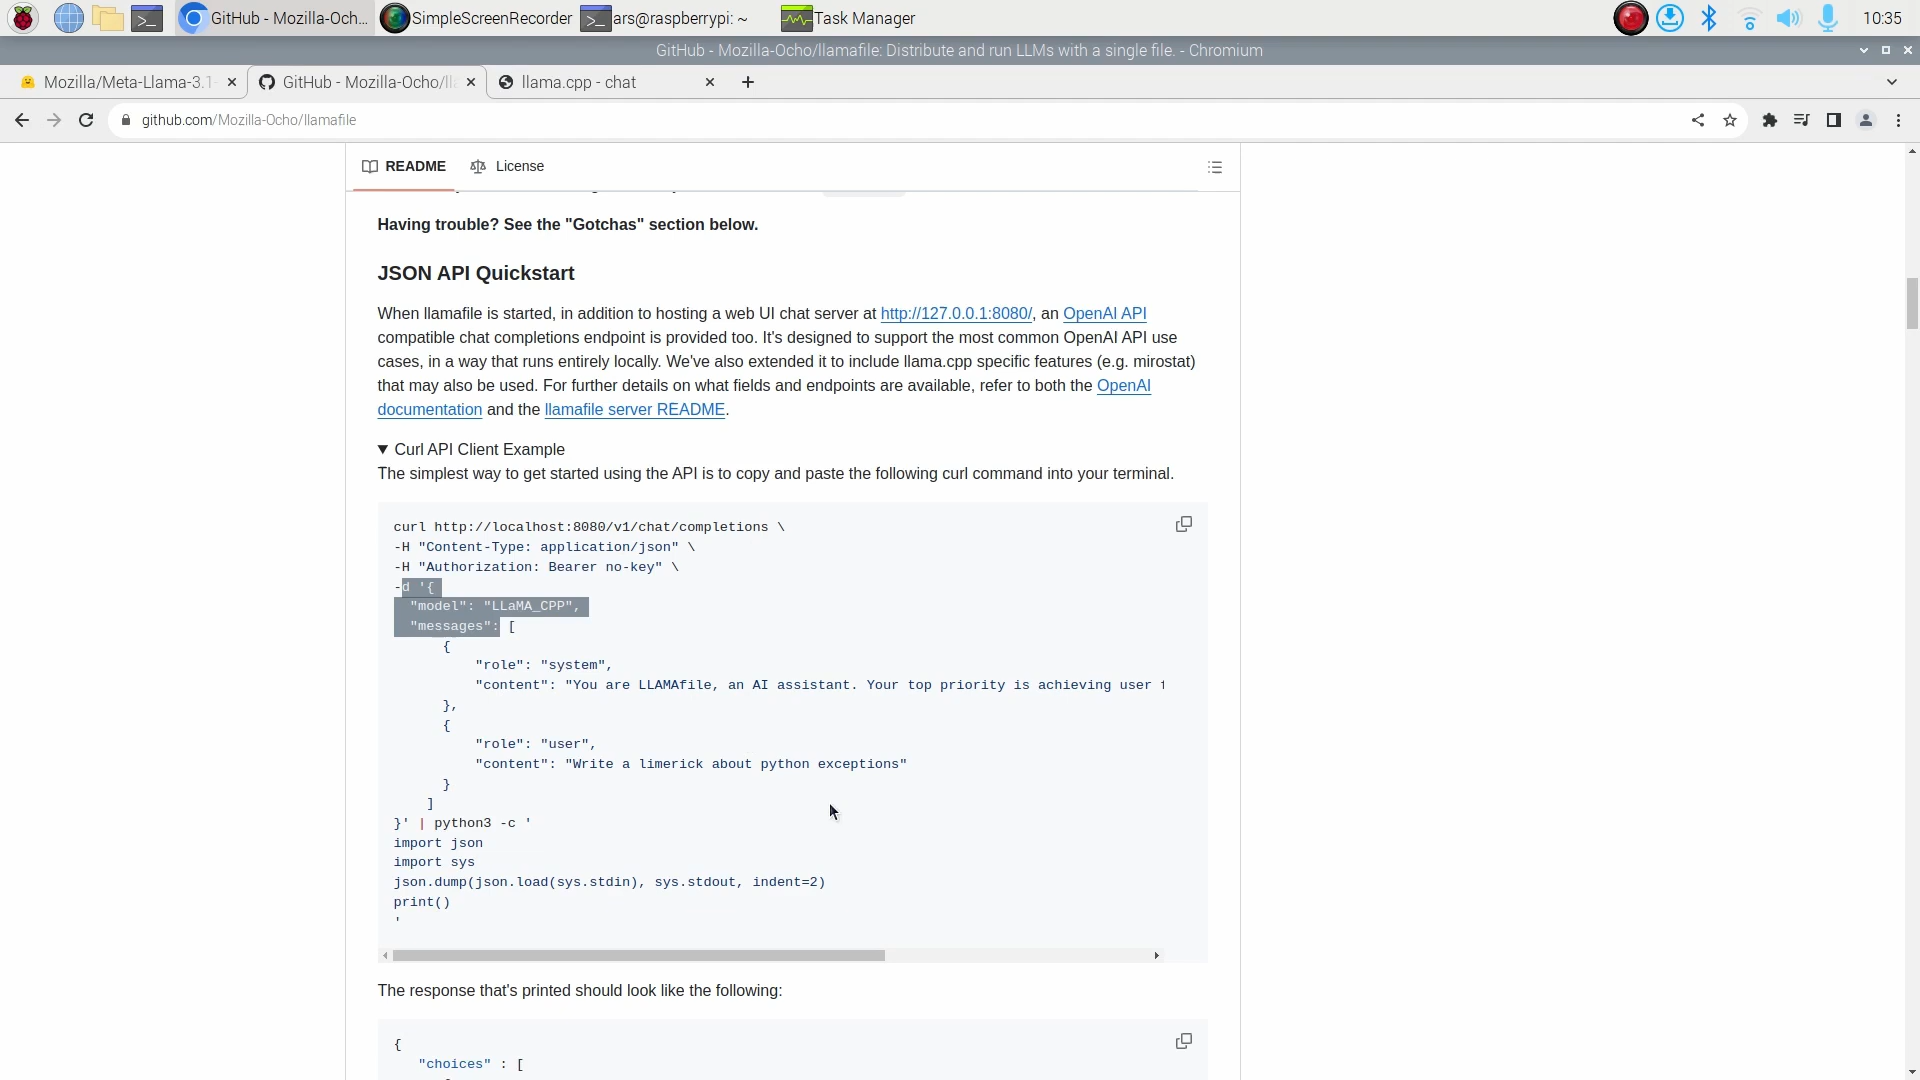 GitHub - Mozilla-Och...
SimpleScreenRecorder
ars@raspberrypi: ~
Task Manager
10:35
GitHub - Mozilla-Ocho/llamafile: Distribute and run LLMs with a single file. - Chromium
Mozilla/Meta-Llama-3.1-
GitHub - Mozilla-Ocho/lla
llama.cpp - chat
github.com/Mozilla-Ocho/llamafile
README
License
Having trouble? See the "Gotchas" section below.
JSON API Quickstart
When llamafile is started, in addition to hosting a web UI chat server at http://127.0.0.1:8080/, an OpenAI API
compatible chat completions endpoint is provided too. It's designed to support the most common OpenAI API use
cases, in a way that runs entirely locally. We've also extended it to include llama.cpp specific features (e.g. mirostat)
that may also be used. For further details on what fields and endpoints are available, refer to both the OpenAI
documentation and the llamafile server README.
▼ Curl API Client Example
The simplest way to get started using the API is to copy and paste the following curl command into your terminal.
curl http://localhost:8080/v1/chat/completions \
-H "Content-Type: application/json" \
-H "Authorization: Bearer no-key" \
-d '{
"model": "LLaMA_CPP",
"messages": [
{
"role": "system",
"content": "You are LLAMAfile, an AI assistant. Your top priority is achieving user
},
{
"role": "user",
"content": "Write a limerick about python exceptions"
}
]
}' | python3 -c '
import json
import sys
json.dump(json.load(sys.stdin), sys.stdout, indent=2)
print()
'
The response that's printed should look like the following:
{
"choices" : [